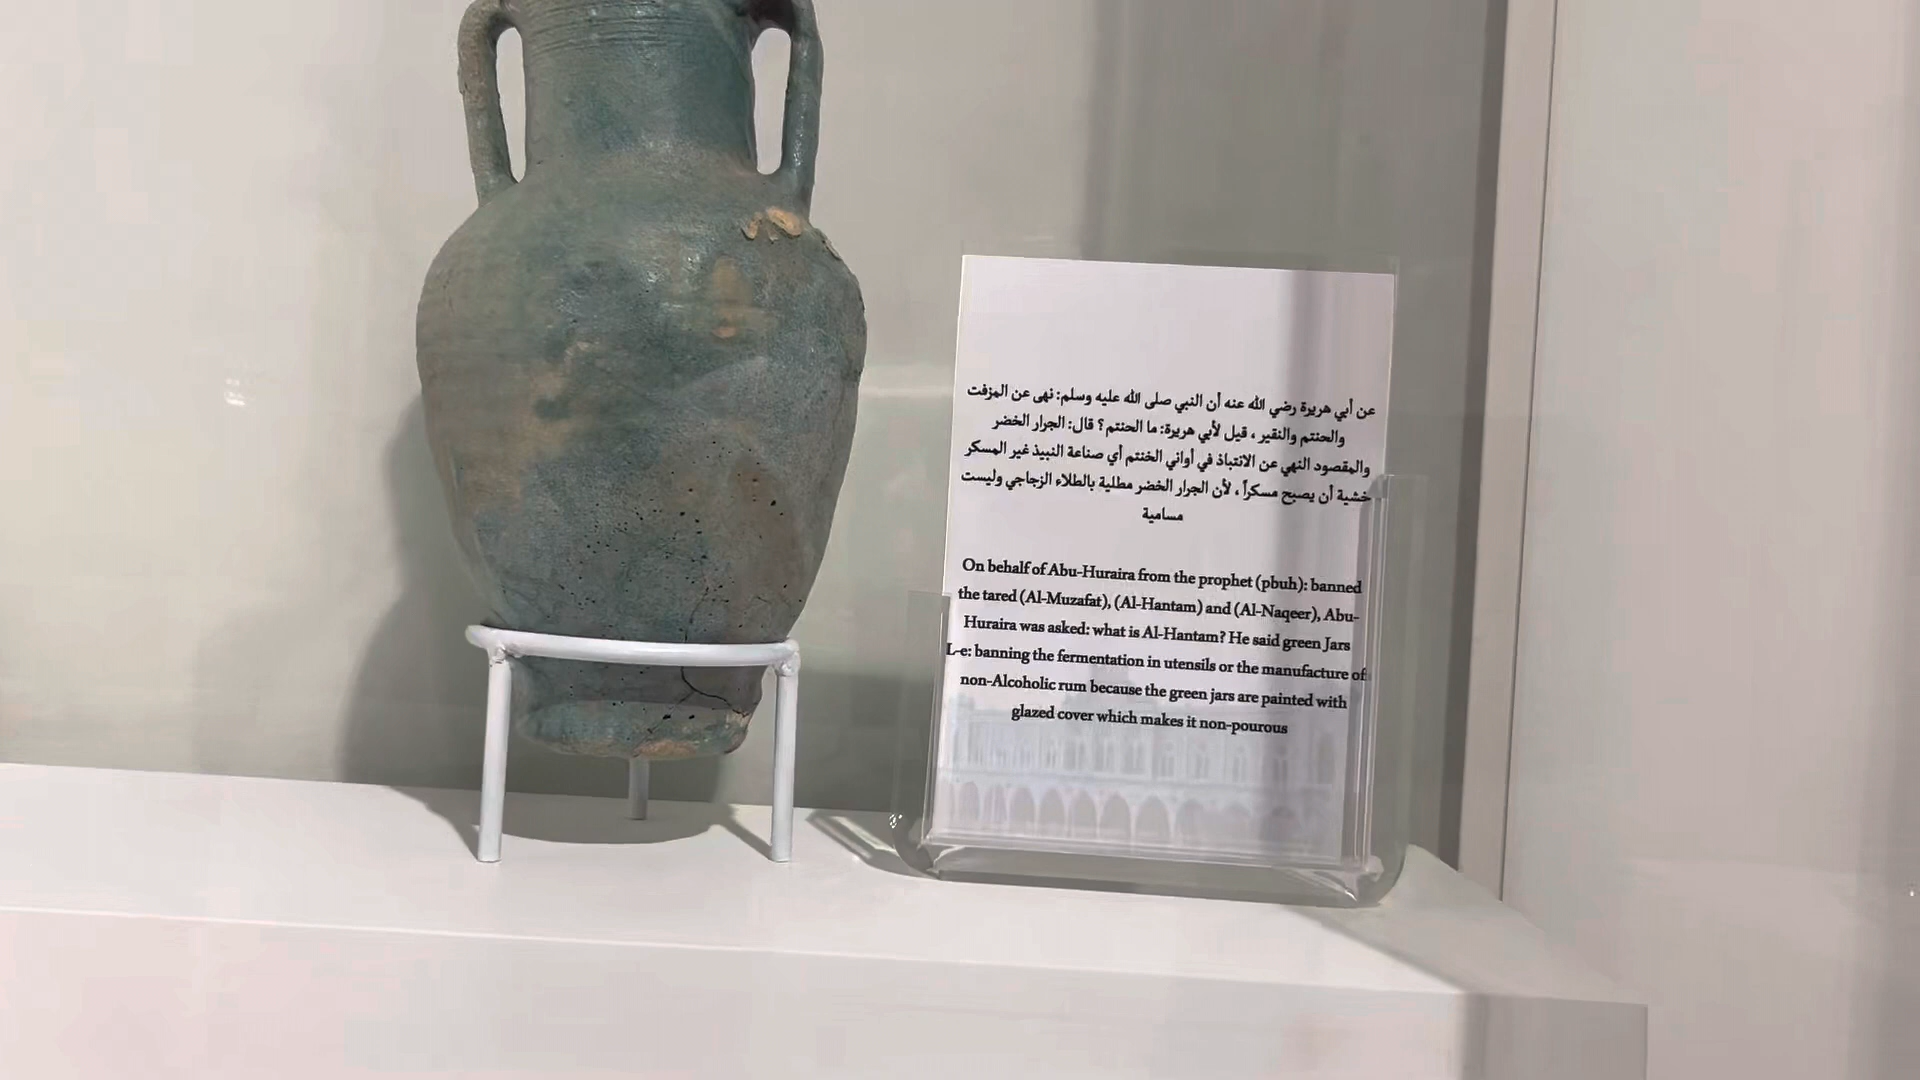 عن أبي هريرة رضي الله عنه أن النبي صلى الله عليه وسلم: نهى عن المزفت
والحنتم والنقير ، قيل لأبي هريرة: ما الحنتم؟ قال: الجرار الخضر
والمقصود النهي عن الانتباذ في أواني الخنتم أي صناعة النبيذ غير المسكر
خشية أن يصبح مسكراً ، لأن الجرار الخضر مطلية بالطلاء الزجاجي وليست
مسامية
On behalf of Abu-Huraira from the prophet (pbuh): banned
the tared (Al-Muzafat), (Al-Hantam) and (Al-Naqeer), Abu-
Huraira was asked: what is Al-Hantam? He said green Jars
L-e: banning the fermentation in utensils or the manufacture of
non-Alcoholic rum because the green jars are painted with
glazed cover which makes it non-pourous